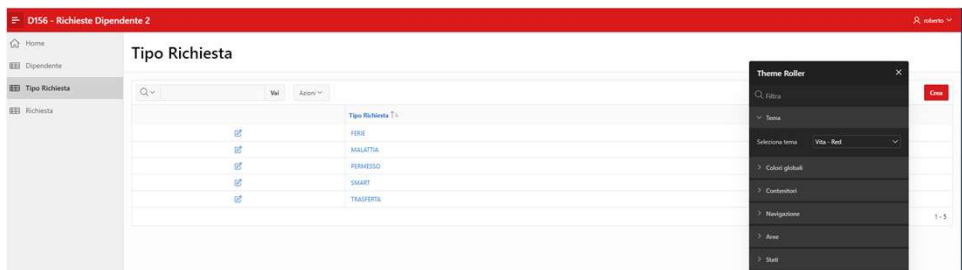 D156 - Richieste Dipendente 2
roberto
Home
Dipendente
Tipo Richiesta
Richiesta
Tipo Richiesta
Vai
Azioni
Crea
Tipo Richiesta
FERIE
MALATTIA
PERMESSO
SMART
TRASFERTA
1 - 5
Theme Roller
Filtra
Tema
Seleziona tema
Vita - Red
Colori globali
Contenitori
Navigazione
Aree
Stati